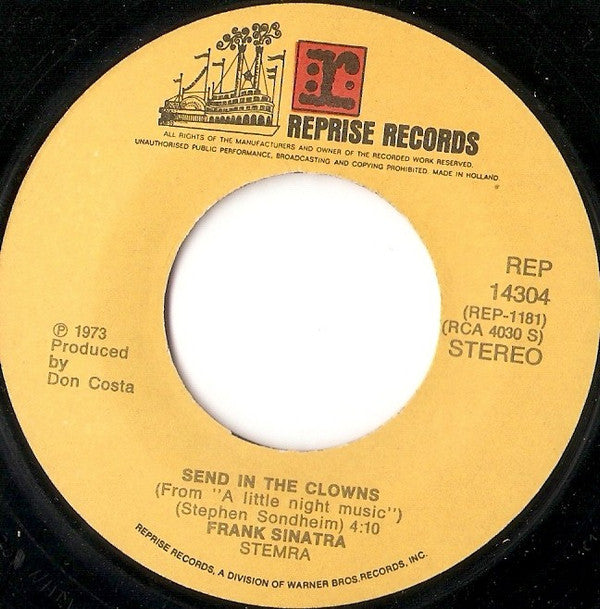 r
REPRISE RECORDS
ALL RIGHTS OF THE MANUFACTURERS AND OWNER OF THE RECORDED WORK RESERVED.
UNAUTHORISED PUBLIC PERFORMANCE, BROADCASTING AND COPYING PROHIBITED. MADE IN HOLLAND
REP
14304
(REP-1181)
(RCA 4030 S)
STEREO
℗ 1973
Produced
by
Don Costa
SEND IN THE CLOWNS
(From "A little night music")
(Stephen Sondheim) 4:10
FRANK SINATRA
STEMRA
REPRISE RECORDS, A DIVISION OF WARNER BROS. RECORDS, INC.